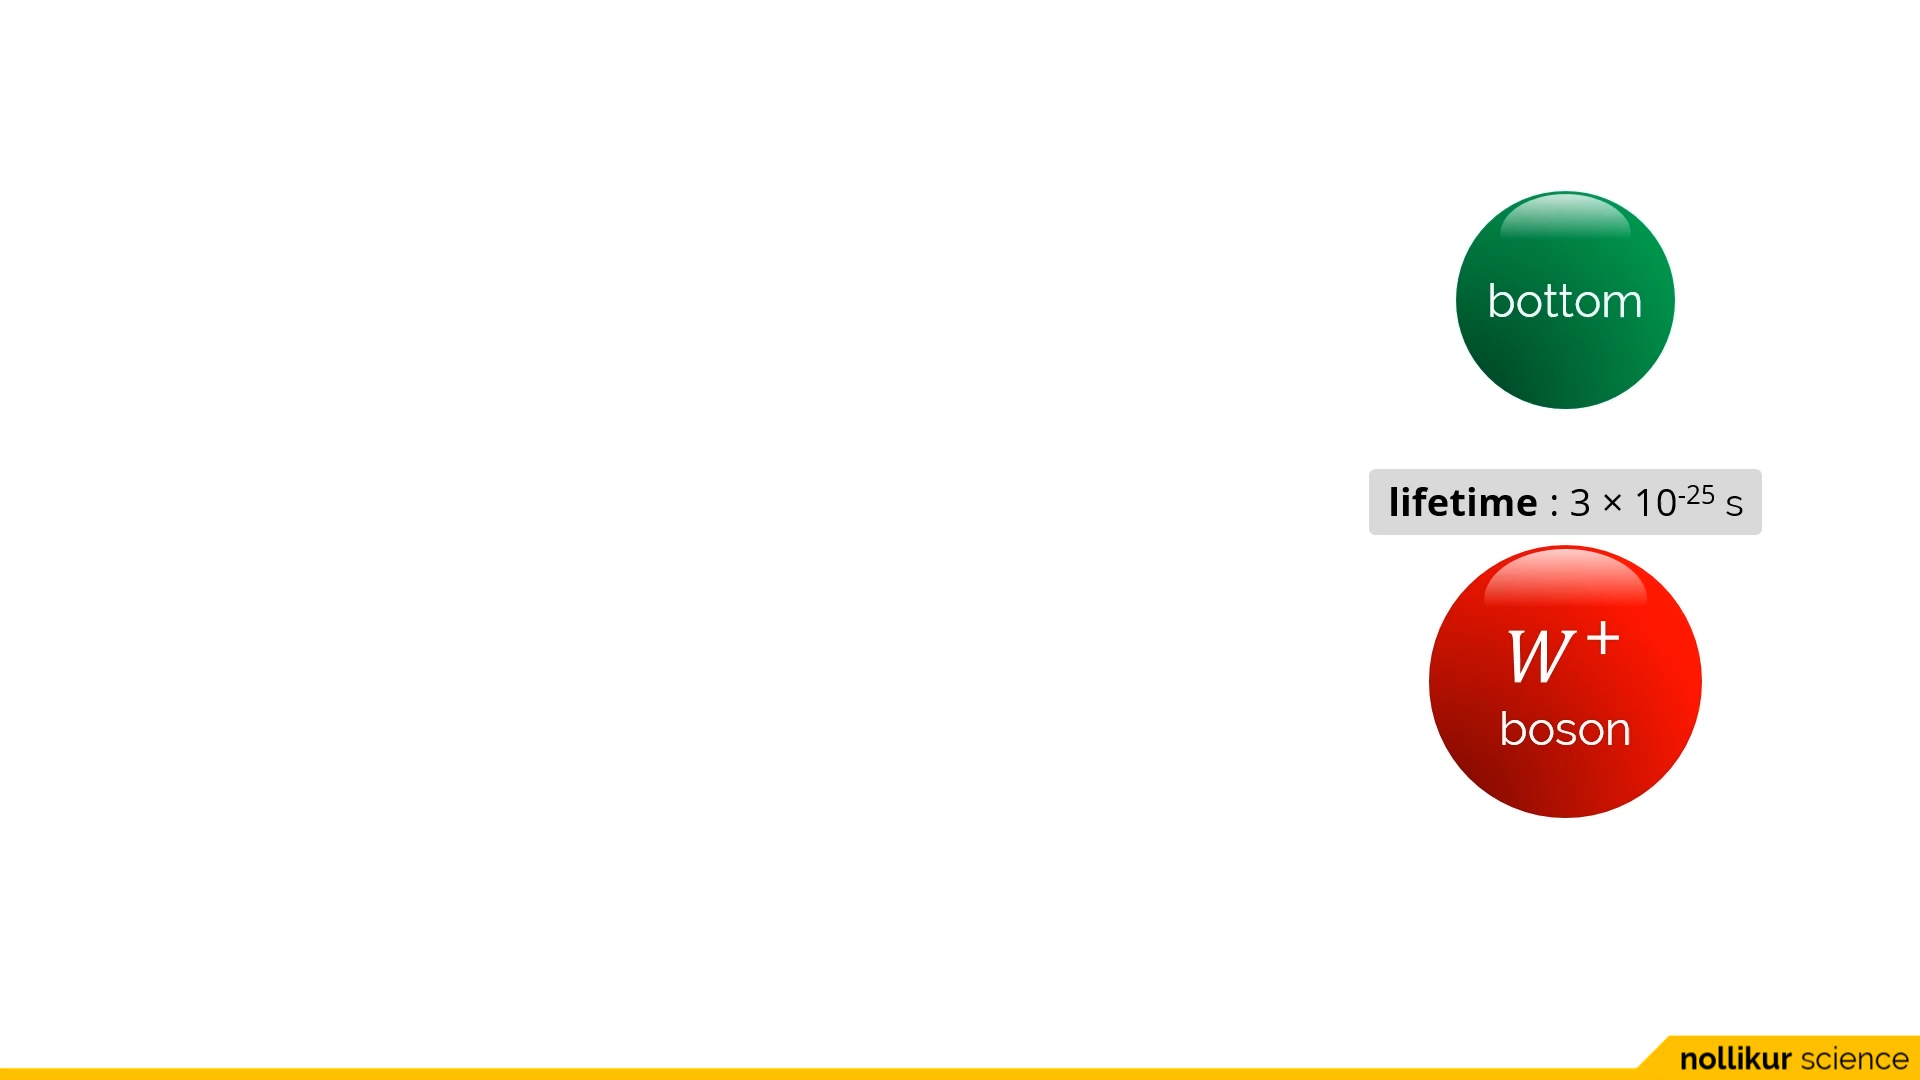 bottom
lifetime : 3 × 10⁻²⁵ s
W⁺
boson
nollikur science